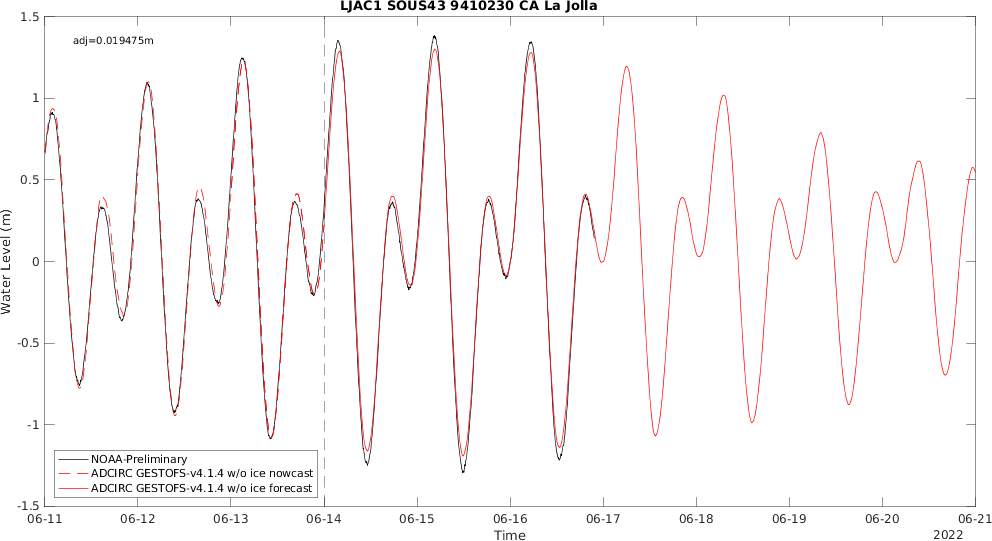 LJAC1 SOUS43 9410230 CA La Jolla
adj=0.019475m
1.5
1
0.5
0
-0.5
-1
-1.5
Water Level (m)
NOAA-Preliminary
ADCIRC GESTOFS-v4.1.4 w/o ice nowcast
ADCIRC GESTOFS-v4.1.4 w/o ice forecast
06-11 06-12 06-13 06-14 06-15 06-16 06-17 06-18 06-19 06-20 06-21
Time
2022